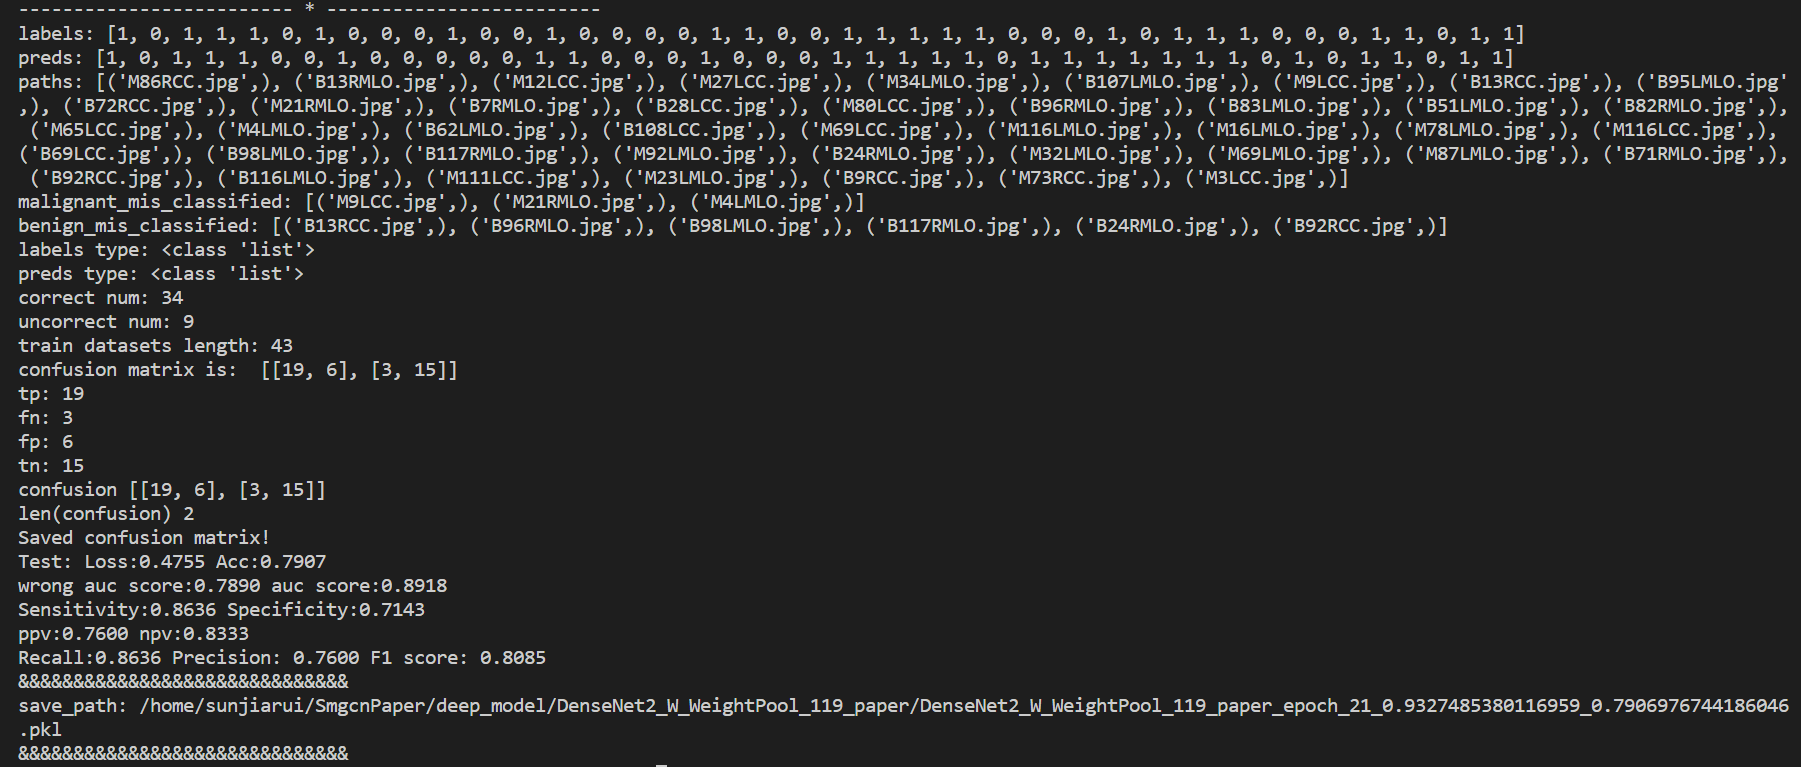 ------------------------- * -------------------------
labels: [1, 0, 1, 1, 1, 0, 1, 0, 0, 0, 1, 0, 0, 1, 0, 0, 0, 0, 1, 1, 0, 0, 1, 1, 1, 1, 1, 0, 0, 0, 1, 0, 1, 1, 1, 0, 0, 0, 1, 1, 0, 1, 1]
preds: [1, 0, 1, 1, 1, 0, 0, 1, 0, 0, 0, 0, 0, 1, 1, 0, 0, 0, 1, 0, 0, 0, 1, 1, 1, 1, 1, 0, 1, 1, 1, 1, 1, 1, 1, 0, 1, 0, 1, 1, 0, 1, 1]
paths: [('M86RCC.jpg',), ('B13RMLO.jpg',), ('M12LCC.jpg',), ('M27LCC.jpg',), ('M34LMLO.jpg',), ('B107LMLO.jpg',), ('M9LCC.jpg',), ('B13RCC.jpg',), ('B95LMLO.jpg'
,), ('B72RCC.jpg',), ('M21RMLO.jpg',), ('B7RMLO.jpg',), ('B28LCC.jpg',), ('M80LCC.jpg',), ('B96RMLO.jpg',), ('B83LMLO.jpg',), ('B51LMLO.jpg',), ('B82RMLO.jpg',),
('M65LCC.jpg',), ('M4LMLO.jpg',), ('B62LMLO.jpg',), ('B108LCC.jpg',), ('M69LCC.jpg',), ('M116LMLO.jpg',), ('M16LMLO.jpg',), ('M78LMLO.jpg',), ('M116LCC.jpg',),
('B69LCC.jpg',), ('B98LMLO.jpg',), ('B117RMLO.jpg',), ('M92LMLO.jpg',), ('B24RMLO.jpg',), ('M32LMLO.jpg',), ('M69LMLO.jpg',), ('M87LMLO.jpg',), ('B71RMLO.jpg',),
('B92RCC.jpg',), ('B116LMLO.jpg',), ('M111LCC.jpg',), ('M23LMLO.jpg',), ('B9RCC.jpg',), ('M73RCC.jpg',), ('M3LCC.jpg',)]
malignant_mis_classified: [('M9LCC.jpg',), ('M21RMLO.jpg',), ('M4LMLO.jpg',)]
benign_mis_classified: [('B13RCC.jpg',), ('B96RMLO.jpg',), ('B98LMLO.jpg',), ('B117RMLO.jpg',), ('B24RMLO.jpg',), ('B92RCC.jpg',)]
labels type: <class 'list'>
preds type: <class 'list'>
correct num: 34
uncorrect num: 9
train datasets length: 43
confusion matrix is:  [[19, 6], [3, 15]]
tp: 19
fn: 3
fp: 6
tn: 15
confusion [[19, 6], [3, 15]]
len(confusion) 2
Saved confusion matrix!
Test: Loss:0.4755 Acc:0.7907
wrong auc score:0.7890 auc score:0.8918
Sensitivity:0.8636 Specificity:0.7143
ppv:0.7600 npv:0.8333
Recall:0.8636 Precision: 0.7600 F1 score: 0.8085
&&&&&&&&&&&&&&&&&&&&&&&&&&&&&&
save_path: /home/sunjiarui/SmgcnPaper/deep_model/DenseNet2_W_WeightPool_119_paper/DenseNet2_W_WeightPool_119_paper_epoch_21_0.9327485380116959_0.7906976744186046
.pkl
&&&&&&&&&&&&&&&&&&&&&&&&&&&&&&